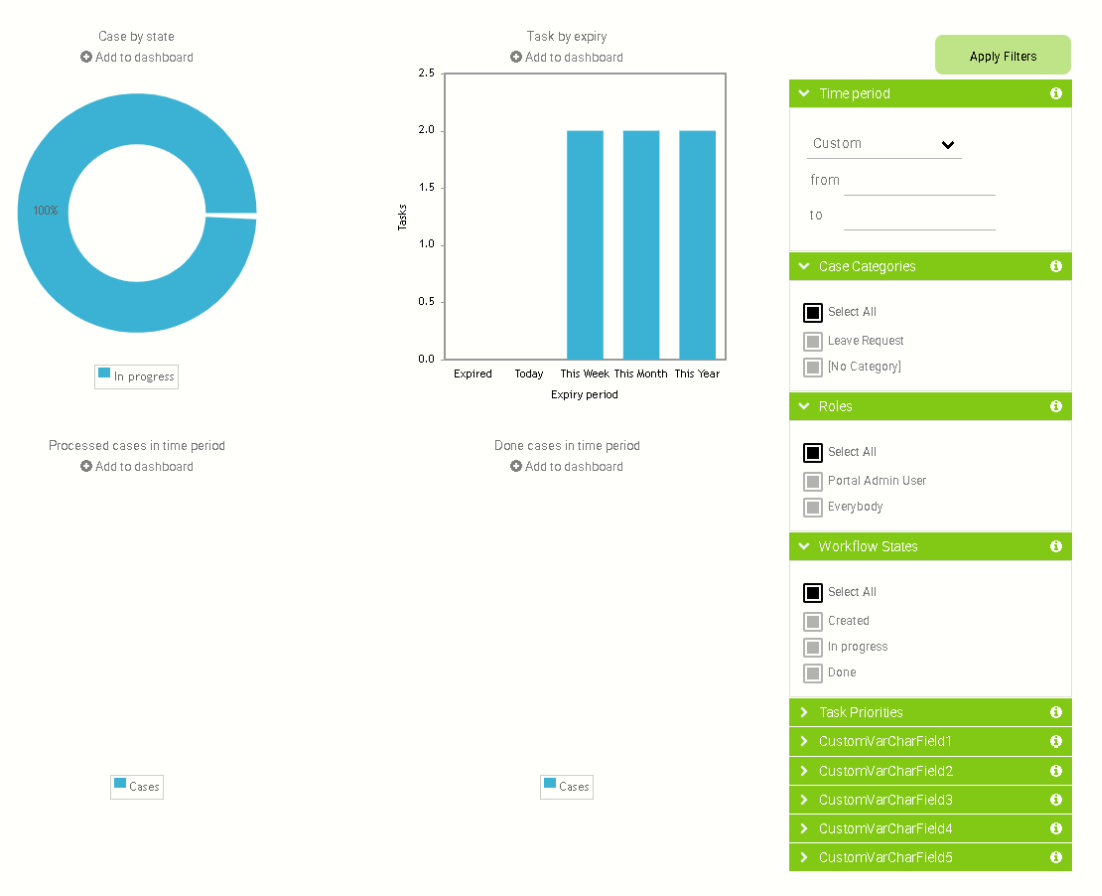 Case by state
Add to dashboard
100%
In progress
Task by expiry
Add to dashboard
2.5
2.0
1.5
1.0
0.5
0.0
Tasks
Expired Today This Week This Month This Year
Expiry period
Processed cases in time period
Add to dashboard
Cases
Done cases in time period
Add to dashboard
Cases
Apply Filters
Time period
Custom
from
to
Case Categories
Select All
Leave Request
[No Category]
Roles
Select All
Portal Admin User
Everybody
Workflow States
Select All
Created
In progress
Done
Task Priorities
CustomVarCharField1
CustomVarCharField2
CustomVarCharField3
CustomVarCharField4
CustomVarCharField5